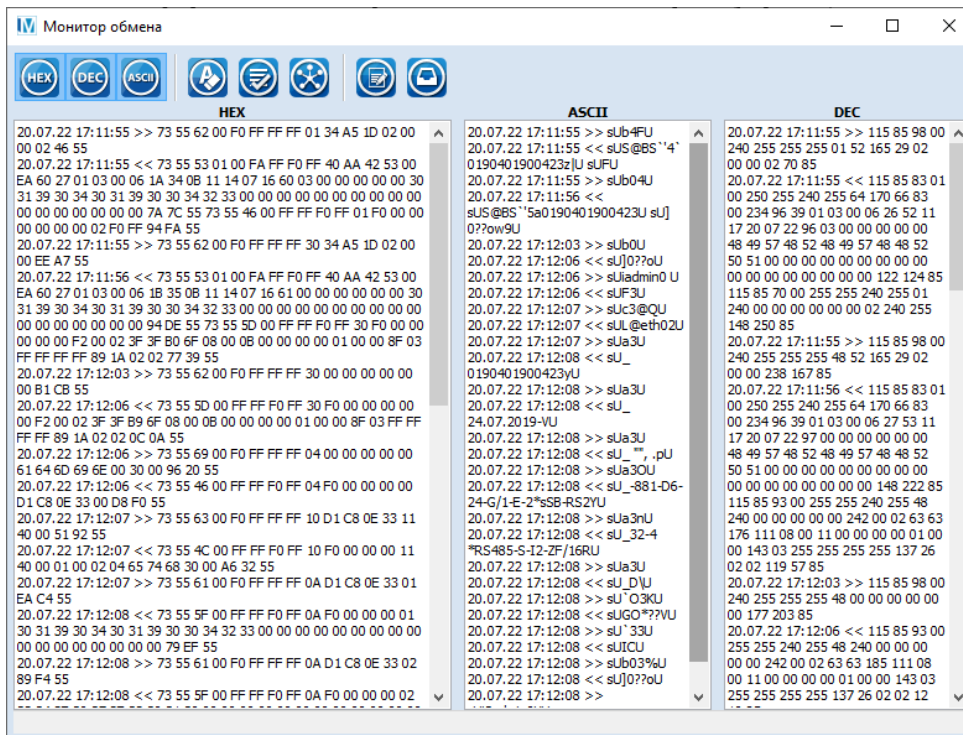 Монитор обмена
HEX DEC ASCII
HEX
20.07.22 17:11:55 >> 73 55 62 00 F0 FF FF FF 01 34 A5 1D 02 00
00 02 46 55
20.07.22 17:11:55 << 73 55 53 01 00 FA FF F0 FF 40 AA 42 53 00
EA 60 27 01 03 00 06 1A 34 0B 11 14 07 16 60 03 00 00 00 00 00 30
31 39 30 34 30 31 39 30 30 34 32 33 00 00 00 00 00 00 00 00 00 00
00 00 00 00 00 00 00 7A 7C 55 73 55 46 00 FF FF F0 FF 01 F0 00 00
00 00 00 00 02 F0 FF 94 FA 55
20.07.22 17:11:55 >> 73 55 62 00 F0 FF FF FF 30 34 A5 1D 02 00
00 EE A7 55
20.07.22 17:11:56 << 73 55 53 01 00 FA FF F0 FF 40 AA 42 53 00
EA 60 27 01 03 00 06 1B 35 0B 11 14 07 16 61 00 00 00 00 00 00 30
31 39 30 34 30 31 39 30 30 34 32 33 00 00 00 00 00 00 00 00 00 00
00 00 00 00 00 00 00 94 DE 55 73 55 5D 00 FF FF F0 FF 30 F0 00 00
00 00 00 F2 00 02 3F 3F B0 6F 08 00 0B 00 00 00 00 01 00 00 8F 03
FF FF FF FF 89 1A 02 02 77 39 55
20.07.22 17:12:03 >> 73 55 62 00 F0 FF FF FF 30 00 00 00 00 00
00 B1 CB 55
20.07.22 17:12:06 << 73 55 5D 00 FF FF F0 FF 30 F0 00 00 00 00
00 F2 00 02 3F 3F B9 6F 08 00 0B 00 00 00 00 01 00 00 8F 03 FF FF
FF FF 89 1A 02 02 0C 0A 55
20.07.22 17:12:06 >> 73 55 69 00 F0 FF FF FF 04 00 00 00 00 00
61 64 6D 69 6E 00 30 00 96 20 55
20.07.22 17:12:06 << 73 55 46 00 FF FF F0 FF 04 F0 00 00 00 00
D1 C8 0E 33 00 D8 F0 55
20.07.22 17:12:07 >> 73 55 63 00 F0 FF FF FF 10 D1 C8 0E 33 11
40 00 51 92 55
20.07.22 17:12:07 << 73 55 4C 00 FF FF F0 FF 10 F0 00 00 00 11
40 00 01 00 02 04 65 74 68 30 00 A6 32 55
20.07.22 17:12:07 >> 73 55 61 00 F0 FF FF FF 0A D1 C8 0E 33 01
EA C4 55
20.07.22 17:12:08 << 73 55 5F 00 FF FF F0 FF 0A F0 00 00 00 01
30 31 39 30 34 30 31 39 30 30 34 32 33 00 00 00 00 00 00 00 00 00
00 00 00 00 00 00 00 00 79 EF 55
20.07.22 17:12:08 >> 73 55 61 00 F0 FF FF FF 0A D1 C8 0E 33 02
89 F4 55
20.07.22 17:12:08 << 73 55 5F 00 FF FF F0 FF 0A F0 00 00 00 02
ASCII
20.07.22 17:11:55 >> sUb4FU
20.07.22 17:11:55 << sUS@BS`'4`
0190401900423z|U sUFU
20.07.22 17:11:55 >> sUb04U
20.07.22 17:11:56 <<
sUS@BS`'5a0190401900423U sU]
0??ow9U
20.07.22 17:12:03 >> sUb0U
20.07.22 17:12:06 << sU]0??oU
20.07.22 17:12:06 >> sUiadmin0 U
20.07.22 17:12:06 << sUF3U
20.07.22 17:12:07 >> sUc3@QU
20.07.22 17:12:07 << sUL@eth02U
20.07.22 17:12:07 >> sUa3U
20.07.22 17:12:08 << sU_
0190401900423yU
20.07.22 17:12:08 >> sUa3U
20.07.22 17:12:08 << sU_
24.07.2019-VU
20.07.22 17:12:08 >> sUa3U
20.07.22 17:12:08 << sU_ "", .pU
20.07.22 17:12:08 >> sUa3OU
20.07.22 17:12:08 << sU_-881-D6-
24-G/1-E-2*sSB-RS2YU
20.07.22 17:12:08 >> sUa3nU
20.07.22 17:12:08 << sU_32-4
*RS485-S-I2-ZF/16RU
20.07.22 17:12:08 >> sUa3U
20.07.22 17:12:08 << sU_D\U
20.07.22 17:12:08 >> sU`O3KU
20.07.22 17:12:08 << sUGO*??VU
20.07.22 17:12:08 >> sU`33U
20.07.22 17:12:08 << sUICU
20.07.22 17:12:08 >> sUb03%U
20.07.22 17:12:08 << sU]0??oU
20.07.22 17:12:08 >>
DEC
20.07.22 17:11:55 >> 115 85 98 00
240 255 255 255 01 52 165 29 02
00 00 02 70 85
20.07.22 17:11:55 << 115 85 83 01
00 250 255 240 255 64 170 66 83
00 234 96 39 01 03 00 06 26 52 11
17 20 07 22 96 03 00 00 00 00 00
48 49 57 48 52 48 49 57 48 48 52
50 51 00 00 00 00 00 00 00 00 00
00 00 00 00 00 00 00 00 122 124 85
115 85 70 00 255 255 240 255 01
240 00 00 00 00 00 00 02 240 255
148 250 85
20.07.22 17:11:55 >> 115 85 98 00
240 255 255 255 48 52 165 29 02
00 00 238 167 85
20.07.22 17:11:56 << 115 85 83 01
00 250 255 240 255 64 170 66 83
00 234 96 39 01 03 00 06 27 53 11
17 20 07 22 97 00 00 00 00 00 00
48 49 57 48 52 48 49 57 48 48 52
50 51 00 00 00 00 00 00 00 00 00
00 00 00 00 00 00 00 00 148 222 85
115 85 93 00 255 255 240 255 48
240 00 00 00 00 00 242 00 02 63 63
176 111 08 00 11 00 00 00 00 01 00
00 143 03 255 255 255 255 137 26
02 02 119 57 85
20.07.22 17:12:03 >> 115 85 98 00
240 255 255 255 48 00 00 00 00 00
00 177 203 85
20.07.22 17:12:06 << 115 85 93 00
255 255 240 255 48 240 00 00 00
00 00 242 00 02 63 63 185 111 08
00 11 00 00 00 00 01 00 00 143 03
255 255 255 255 137 26 02 02 12